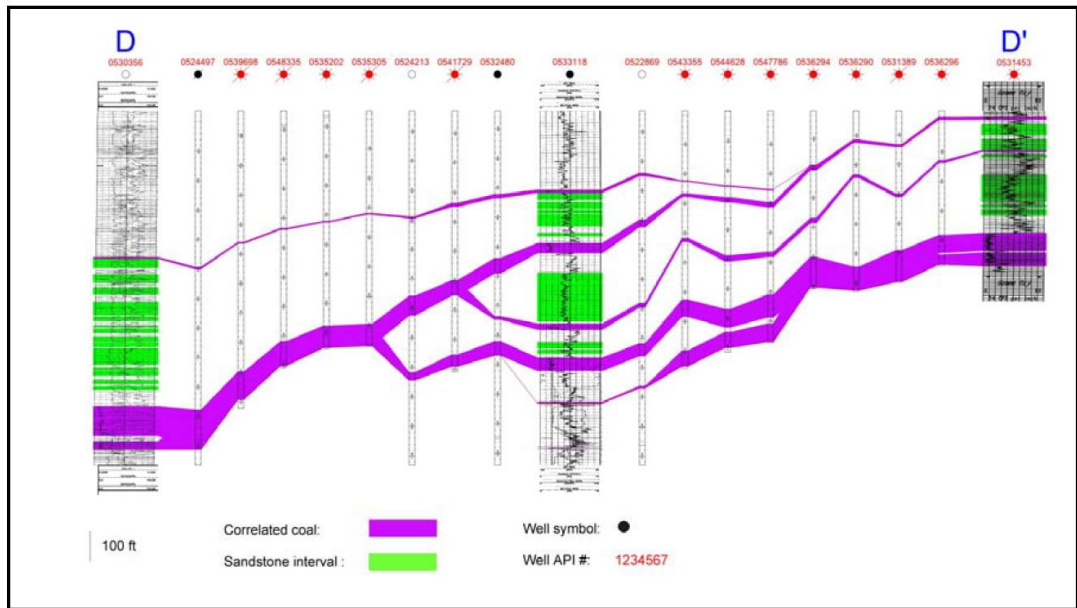 D D'
0530356 0524497 0539698 0548335 0535202 0535305 0524213 0541729 0532480 0533118 0522869 0543355 0544628 0547786 0536294 0536290 0531389 0536296 0531453
100 ft
Correlated coal:
Sandstone interval :
Well symbol:
Well API #: 1234567